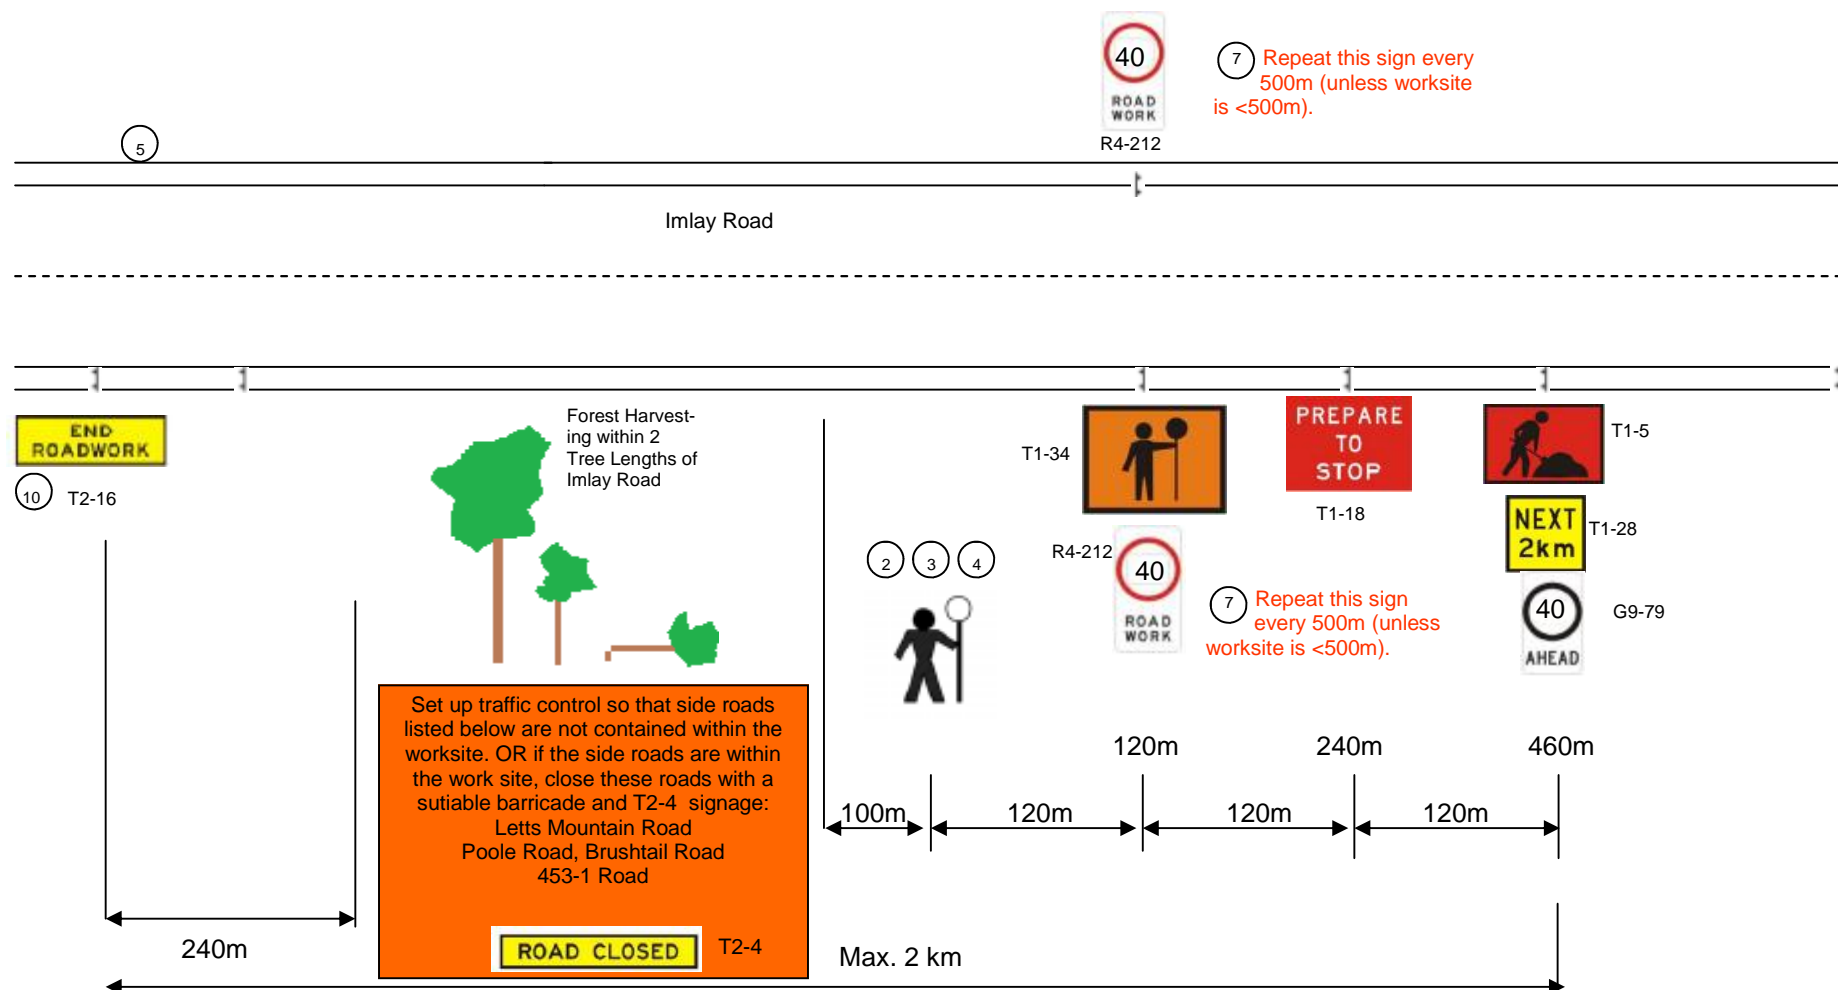 40
ROAD
WORK
R4-212
7 Repeat this sign every
500m (unless worksite
is <500m).
5
Imlay Road
END
ROADWORK
10 T2-16
Forest Harvest-
ing within 2
Tree Lengths of
Imlay Road
2 3 4
T1-34
R4-212
40
ROAD
WORK
7 Repeat this sign
every 500m (unless
worksite is <500m).
PREPARE
TO
STOP
T1-18
T1-5
NEXT
2km
T1-28
40
AHEAD
G9-79
Set up traffic control so that side roads
listed below are not contained within the
worksite. OR if the side roads are within
the work site, close these roads with a
sutiable barricade and T2-4 signage:
Letts Mountain Road
Poole Road, Brushtail Road
453-1 Road
ROAD CLOSED T2-4
120m 240m 460m
100m 120m 120m 120m
240m
Max. 2 km